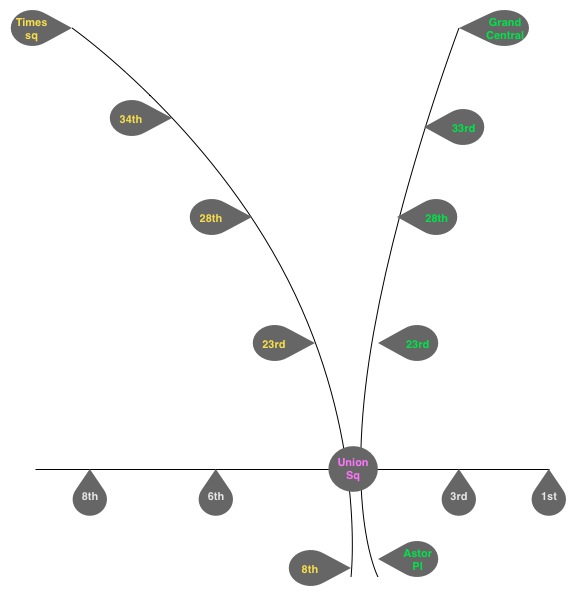 Times
sq
Grand
Central
34th
33rd
28th
28th
23rd
23rd
Union
Sq
8th
6th
3rd
1st
8th
Astor
Pl